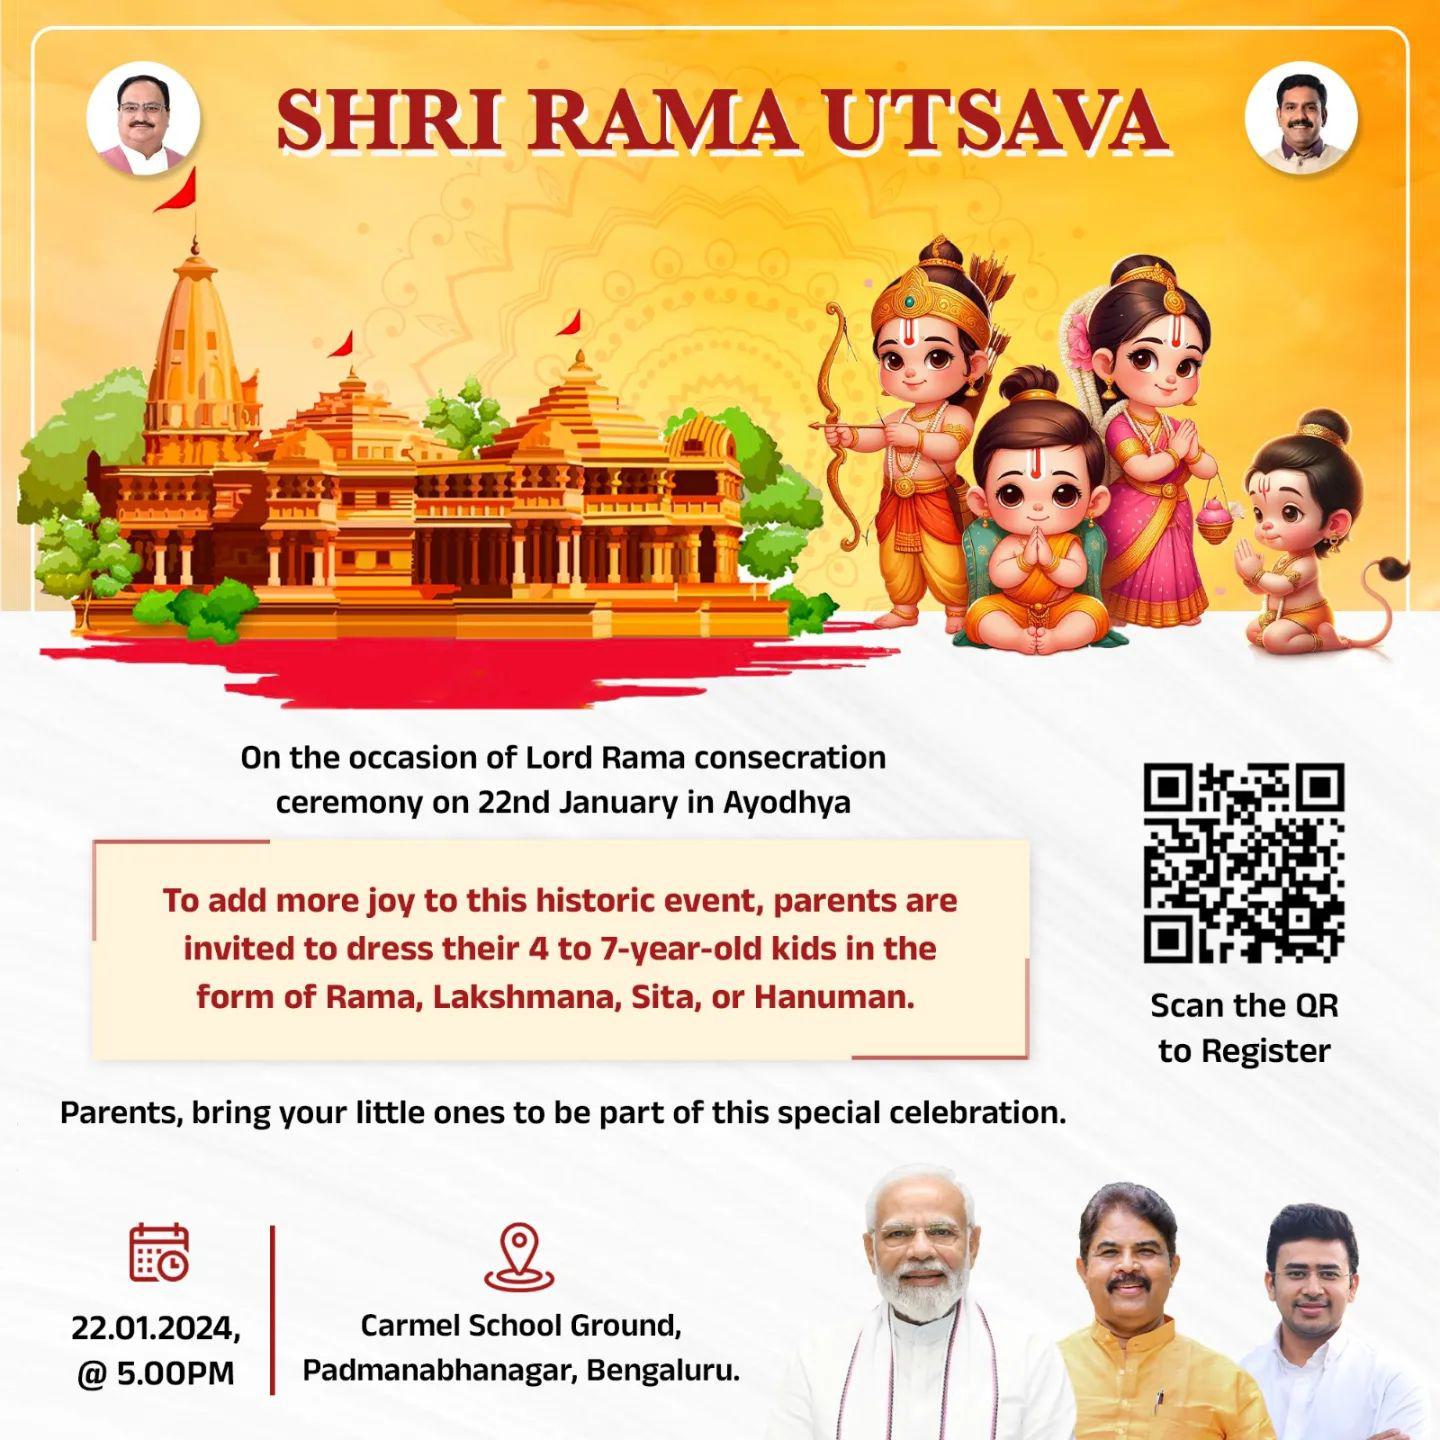 SHRI RAMA UTSAVA
On the occasion of Lord Rama consecration
ceremony on 22nd January in Ayodhya
To add more joy to this historic event, parents are
invited to dress their 4 to 7-year-old kids in the
form of Rama, Lakshmana, Sita, or Hanuman.
Scan the QR
to Register
Parents, bring your little ones to be part of this special celebration.
22.01.2024,
@ 5.00PM
Carmel School Ground,
Padmanabhanagar, Bengaluru.